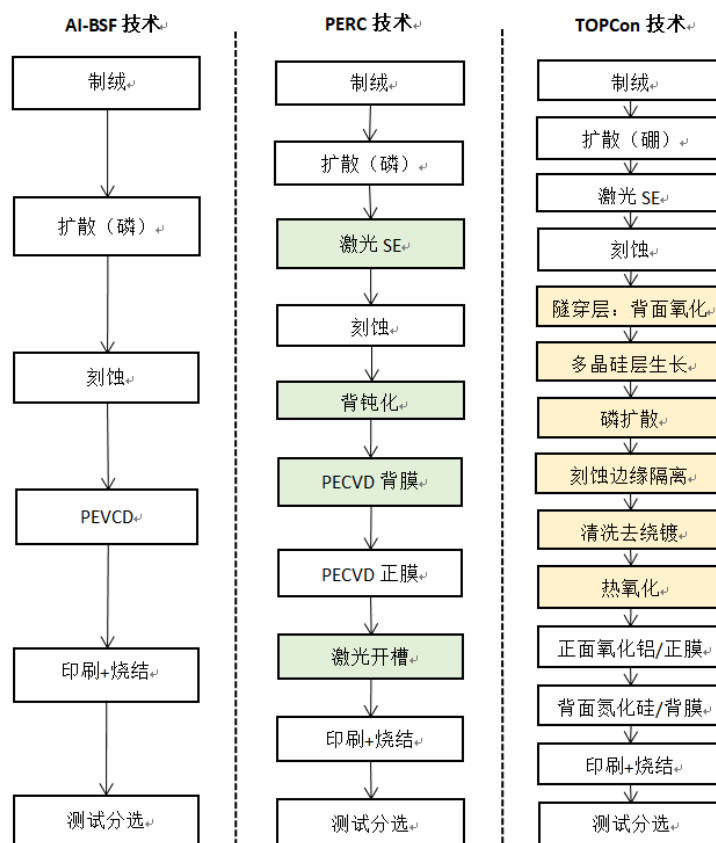 AI-BSF 技术
制绒
扩散（磷）
刻蚀
PEVCD
印刷+烧结
测试分选
PERC 技术
制绒
扩散（磷）
激光 SE
刻蚀
背钝化
PECVD 背膜
PECVD 正膜
激光开槽
印刷+烧结
测试分选
TOPCon 技术
制绒
扩散（硼）
激光 SE
刻蚀
隧穿层：背面氧化
多晶硅层生长
磷扩散
刻蚀边缘隔离
清洗去绕镀
热氧化
正面氧化铝/正膜
背面氮化硅/背膜
印刷+烧结
测试分选